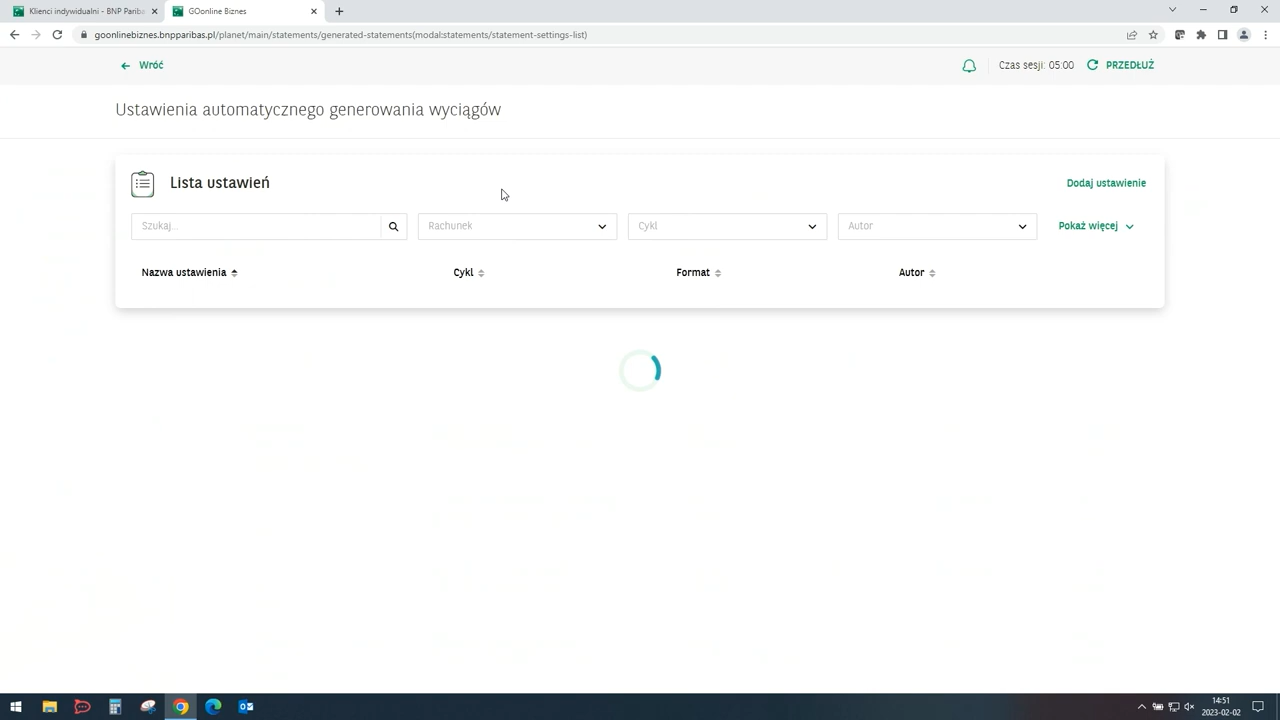 Klienci indywidualni - BNP Pariba
GOonline Biznes
goonlinebiznes.bnpparibas.pl/planet/main/statements/generated-statements(modal:statements/statement-settings-list)
Wróć
Czas sesji: 05:00
PRZEDŁUŻ
Ustawienia automatycznego generowania wyciągów
Lista ustawień
Dodaj ustawienie
Szukaj...
Rachunek
Cykl
Autor
Pokaż więcej
Nazwa ustawienia
Cykl
Format
Autor
14:51
2023-02-02